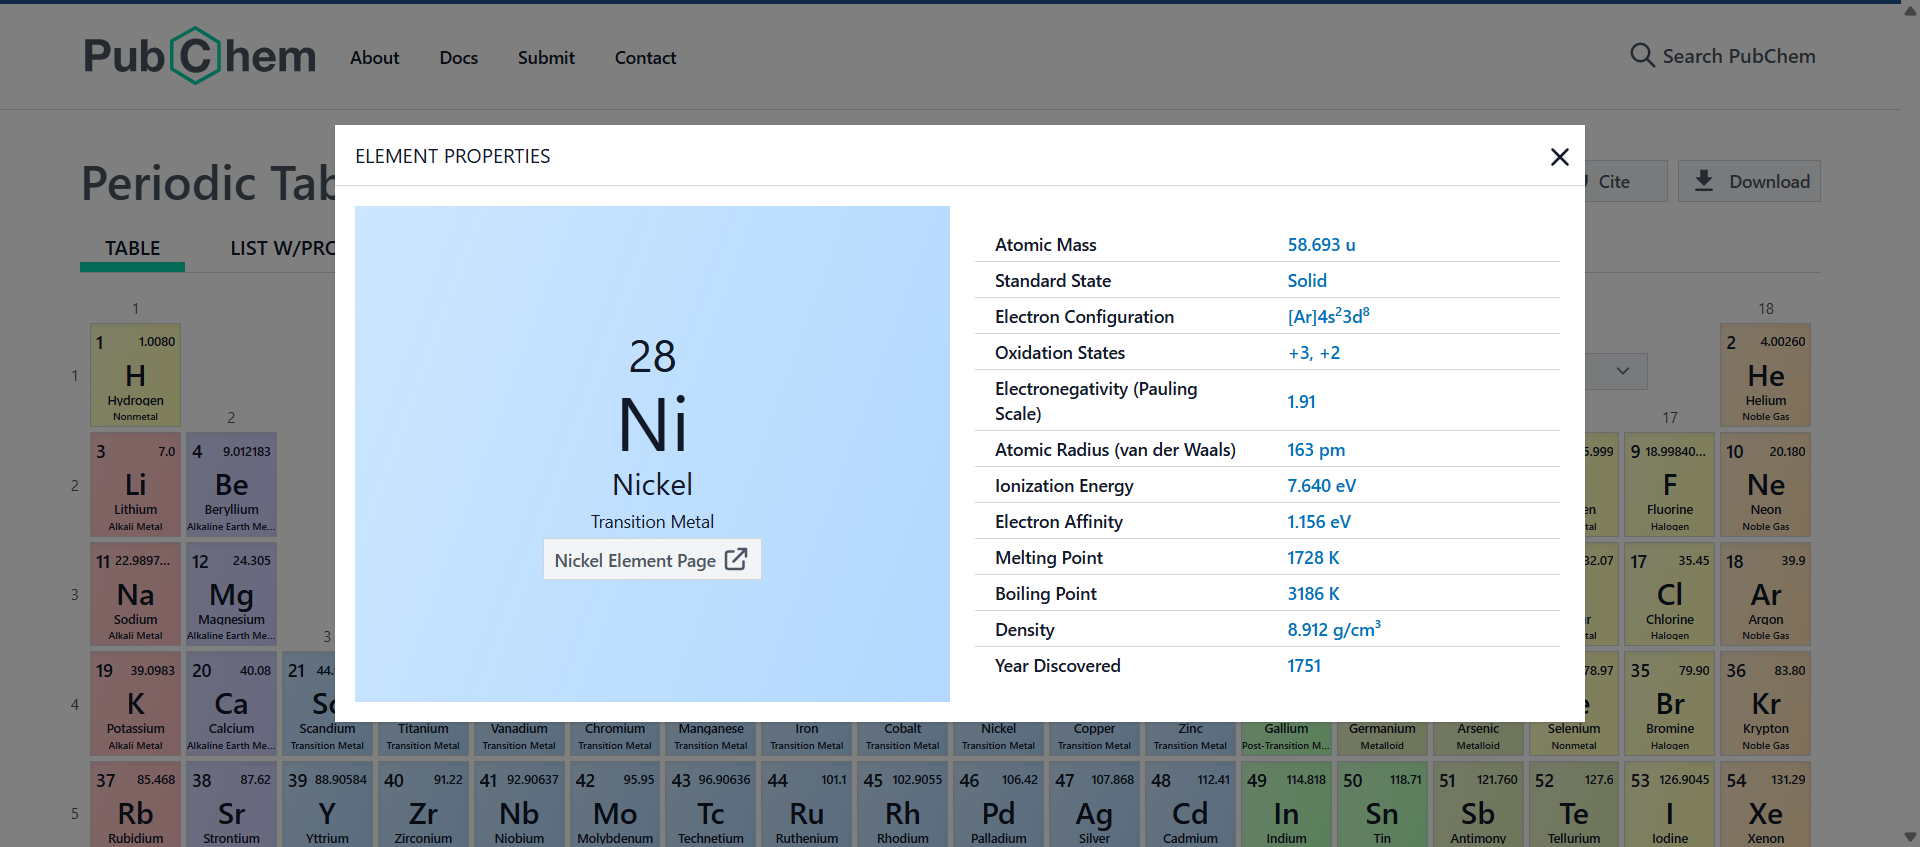 PubChem
About
Docs
Submit
Contact
Search PubChem
Periodic Tab
Cite
Download
TABLE
LIST W/PRO
ELEMENT PROPERTIES
28
Ni
Nickel
Transition Metal
Nickel Element Page
Atomic Mass 58.693 u
Standard State Solid
Electron Configuration [Ar]4s²3d⁸
Oxidation States +3, +2
Electronegativity (Pauling
Scale) 1.91
Atomic Radius (van der Waals) 163 pm
Ionization Energy 7.640 eV
Electron Affinity 1.156 eV
Melting Point 1728 K
Boiling Point 3186 K
Density 8.912 g/cm³
Year Discovered 1751
1
18
1 1.0080
H
Hydrogen
Nonmetal
2 4.00260
He
Helium
Noble Gas
1
2
17
3 7.0
Li
Lithium
Alkali Metal
4 9.012183
Be
Beryllium
Alkaline Earth Me...
5.999
en
tal
9 18.99840...
F
Fluorine
Halogen
10 20.180
Ne
Neon
Noble Gas
2
11 22.9897...
Na
Sodium
Alkali Metal
12 24.305
Mg
Magnesium
Alkaline Earth Me...
32.07
ur
tal
17 35.45
Cl
Chlorine
Halogen
18 39.9
Ar
Argon
Noble Gas
3
3
19 39.0983
K
Potassium
Alkali Metal
20 40.08
Ca
Calcium
Alkaline Earth Me...
21 44.
Sc
Scandium
Transition Metal
Titanium
Transition Metal
Vanadium
Transition Metal
Chromium
Transition Metal
Manganese
Transition Metal
Iron
Transition Metal
Cobalt
Transition Metal
Nickel
Transition Metal
Copper
Transition Metal
Zinc
Transition Metal
Gallium
Post-Transition M...
Germanium
Metalloid
Arsenic
Metalloid
78.97
e
Selenium
Nonmetal
35 79.90
Br
Bromine
Halogen
36 83.80
Kr
Krypton
Noble Gas
4
37 85.468
Rb
Rubidium
38 87.62
Sr
Strontium
39 88.90584
Y
Yttrium
40 91.22
Zr
Zirconium
41 92.90637
Nb
Niobium
42 95.95
Mo
Molybdenum
43 96.90636
Tc
Technetium
44 101.1
Ru
Ruthenium
45 102.9055
Rh
Rhodium
46 106.42
Pd
Palladium
47 107.868
Ag
Silver
48 112.41
Cd
Cadmium
49 114.818
In
Indium
50 118.71
Sn
Tin
51 121.760
Sb
Antimony
52 127.6
Te
Tellurium
53 126.9045
I
Iodine
54 131.29
Xe
Xenon
5